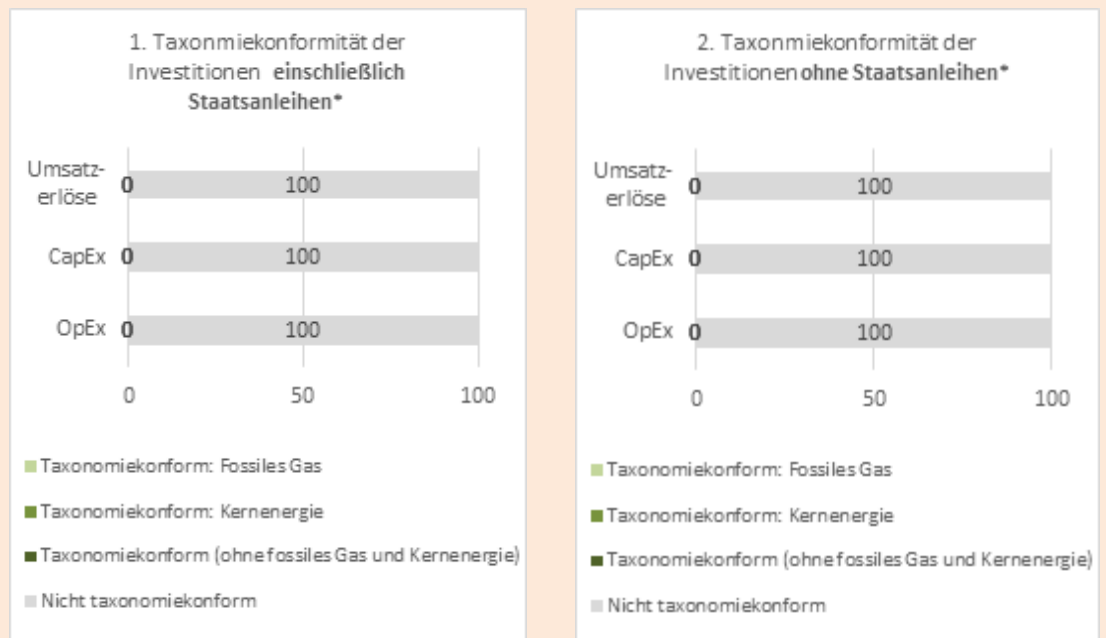 1. Taxonmiekonformität der
Investitionen einschließlich
Staatsanleihen*
Umsatz-
erlöse
0
100
CapEx
0
100
OpEx
0
100
0
50
100
Taxonomiekonform: Fossiles Gas
Taxonomiekonform: Kernenergie
Taxonomiekonform (ohne fossiles Gas und Kernenergie)
Nicht taxonomiekonform
2. Taxonmiekonformität der
Investitionen ohne Staatsanleihen*
Umsatz-
erlöse
0
100
CapEx
0
100
OpEx
0
100
0
50
100
Taxonomiekonform: Fossiles Gas
Taxonomiekonform: Kernenergie
Taxonomiekonform (ohne fossiles Gas und Kernenergie)
Nicht taxonomiekonform